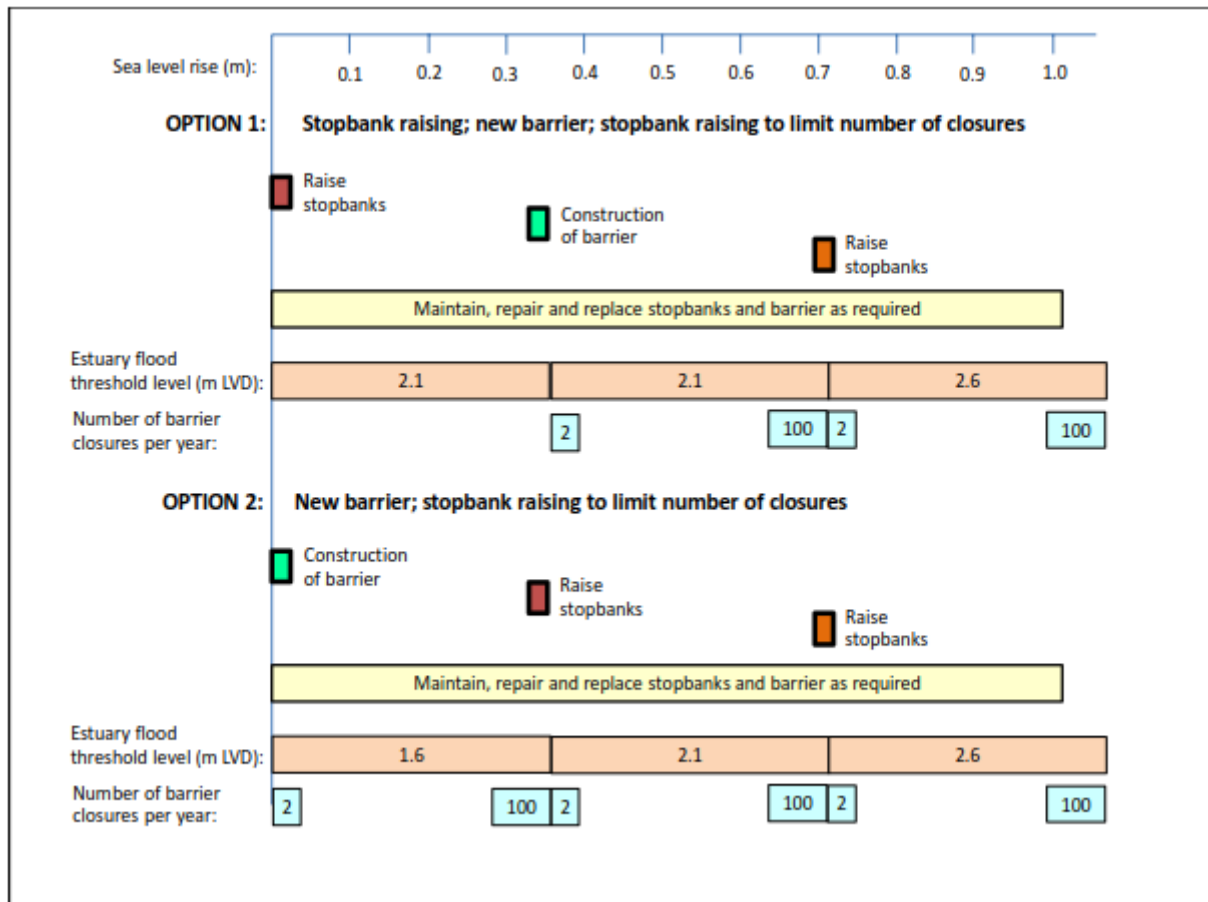 Sea level rise (m):
0.1 0.2 0.3 0.4 0.5 0.6 0.7 0.8 0.9 1.0
OPTION 1: Stopbank raising; new barrier; stopbank raising to limit number of closures
Raise
stopbanks
Construction
of barrier
Raise
stopbanks
Maintain, repair and replace stopbanks and barrier as required
Estuary flood
threshold level (m LVD):
2.1 2.1 2.6
Number of barrier
closures per year:
2 100 2 100
OPTION 2: New barrier; stopbank raising to limit number of closures
Construction
of barrier
Raise
stopbanks
Raise
stopbanks
Maintain, repair and replace stopbanks and barrier as required
Estuary flood
threshold level (m LVD):
1.6 2.1 2.6
Number of barrier
closures per year:
2 100 2 100 2 100